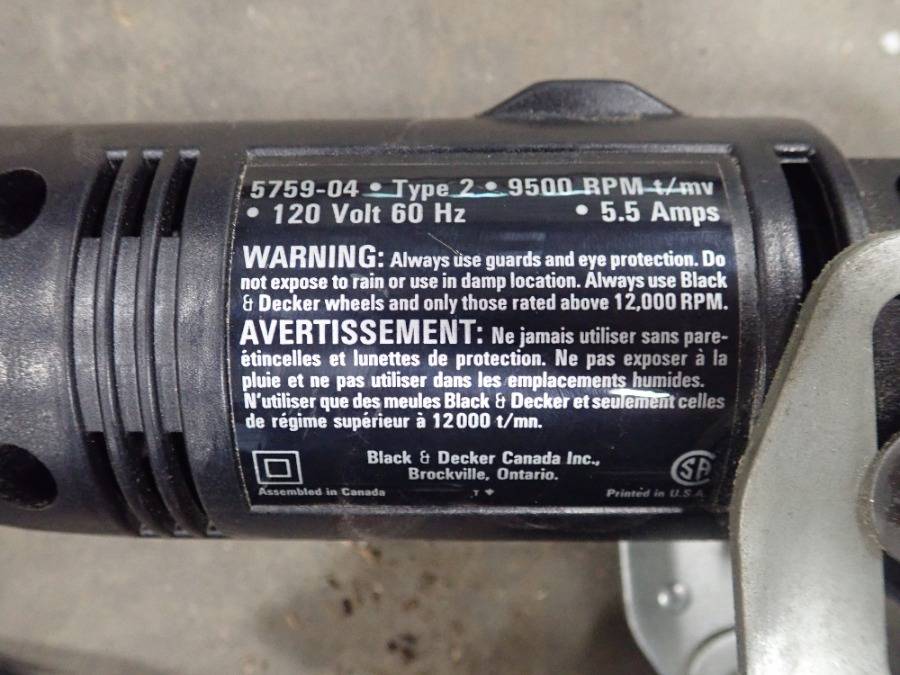 5759-04 • Type 2 • 9500 RPM t/mv
• 120 Volt 60 Hz • 5.5 Amps
WARNING: Always use guards and eye protection. Do
not expose to rain or use in damp location. Always use Black
& Decker wheels and only those rated above 12,000 RPM.
AVERTISSEMENT: Ne jamais utiliser sans pare-
étincelles et lunettes de protection. Ne pas exposer à la
pluie et ne pas utiliser dans les emplacements humides.
N'utiliser que des meules Black & Decker et seulement celles
de régime supérieur à 12000 t/mn.
Black & Decker Canada Inc.,
Brockville, Ontario.
SA
Assembled in Canada T Printed in U.S.A.